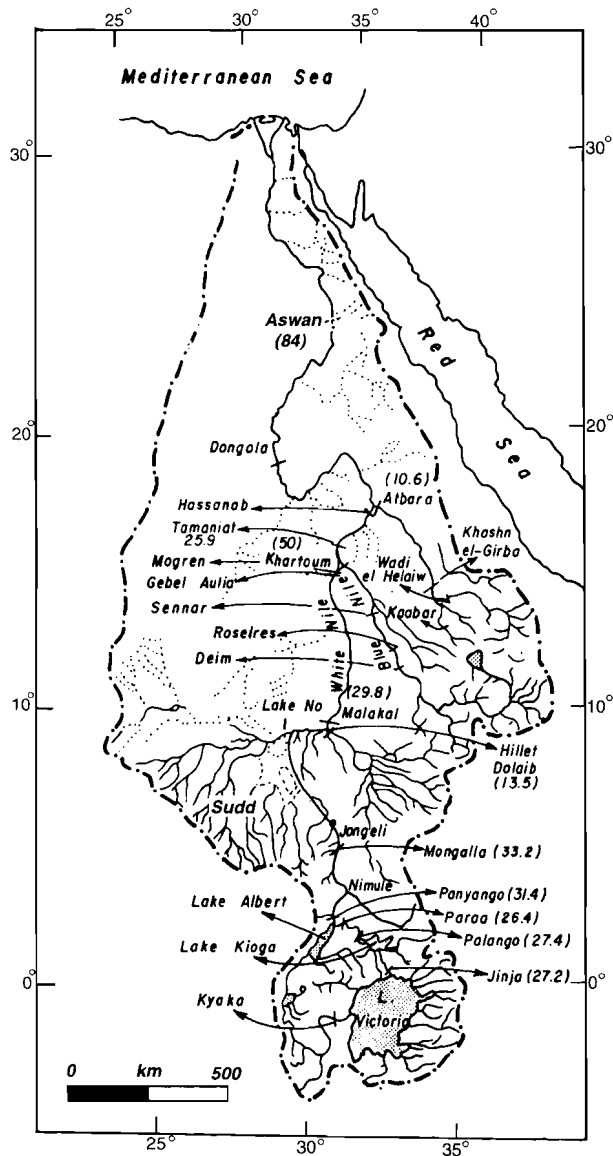 25° 30° 35° 40°
Mediterranean Sea
30° 30°
Aswan
(84)
Red
Sea
20° 20°
Dongola
(10.6)
Atbara
Hassanab
Tamaniat
25.9 (50)
Khashn
el-Girba
Mogren Khartoum
Wadi
el Helaiw
Gebel Aulia
Sennar
Koabar
Roseires
Deim
White Nile
Blue Nile
(29.8)
10° 10°
Lake No
Malakal
Hillet
Dolaib
(13.5)
Sudd
Jongeli
Mongalla (33.2)
Nimule
Lake Albert
Panyango (31.4)
Paraa (26.4)
Palango (27.4)
Lake Kioga
Jinja (27.2)
0° 0°
Kyaka
L.
Victoria
0 km 500
25° 30° 35°